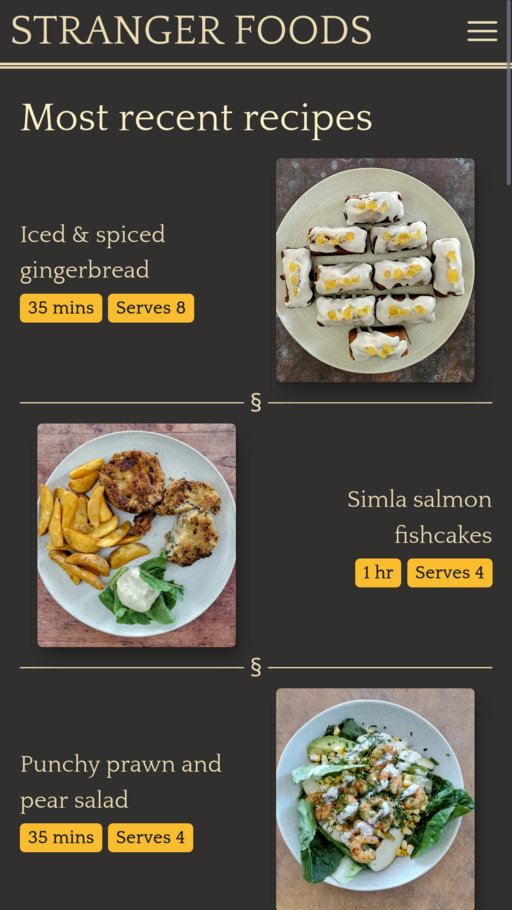 STRANGER FOODS
Most recent recipes
Iced & spiced
gingerbread
35 mins Serves 8
§
Simla salmon
fishcakes
1 hr Serves 4
§
Punchy prawn and
pear salad
35 mins Serves 4